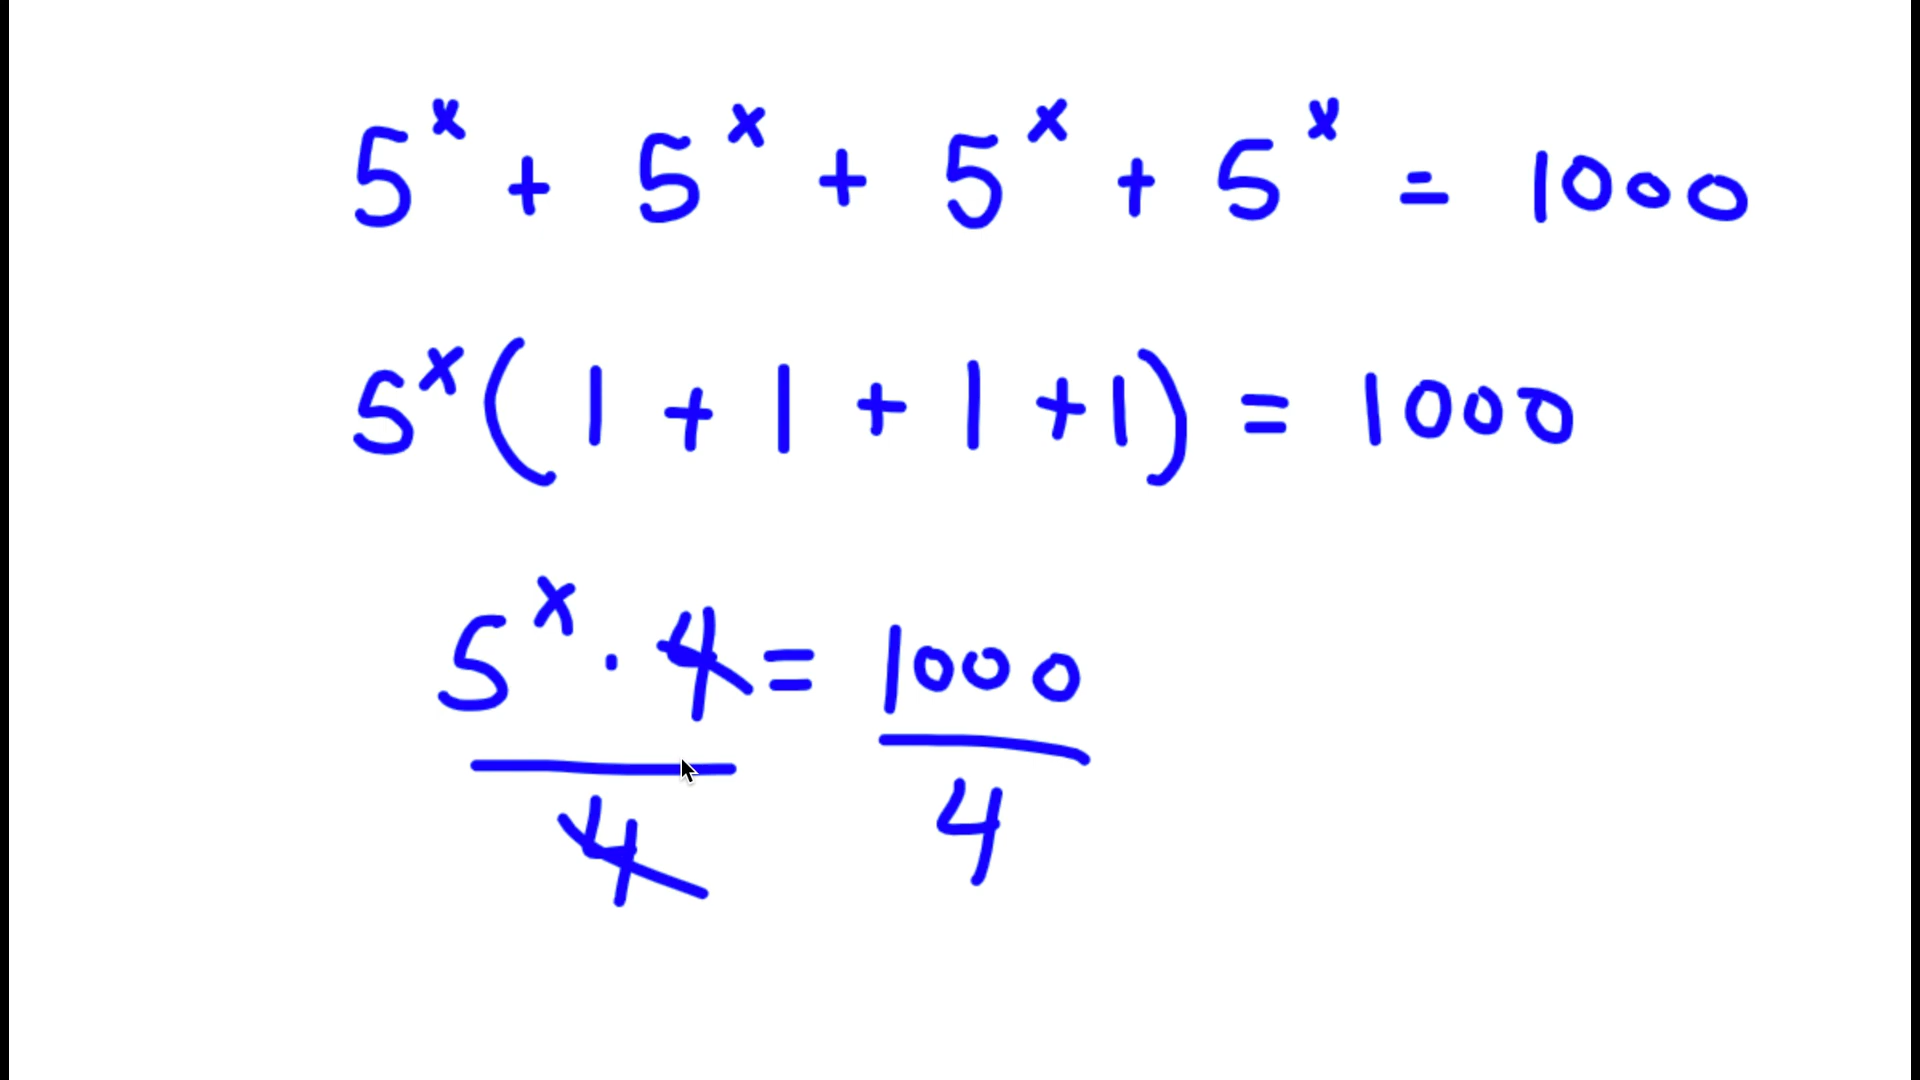 5^x + 5^x + 5^x + 5^x = 1000
5^x(1 + 1 + 1 + 1) = 1000
5^x · 4 = 1000
4 4